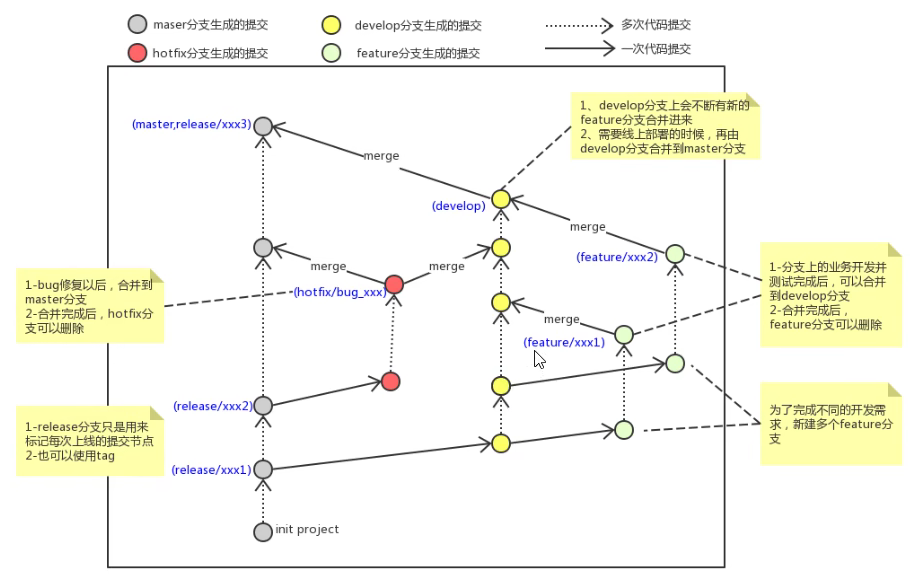 maser分支生成的提交
develop分支生成的提交
多次代码提交
hotfix分支生成的提交
feature分支生成的提交
一次代码提交
1、develop分支上会不断有新的
feature分支合并进来
2、需要线上部署的时候，再由
develop分支合并到master分支
(master,release/xxx3)
merge
(develop)
merge
(feature/xxx2)
1-bug修复以后，合并到
master分支
2-合并完成后，hotfix分
支可以删除
merge
merge
(hotfix/bug_xxx)
1-分支上的业务开发并
测试完成后，可以合并
到develop分支
2-合并完成后，
feature分支可以删除
merge
(feature/xxx1)
(release/xxx2)
为了完成不同的开发需
求，新建多个feature分
支
1-release分支只是用来
标记每次上线的提交节点
2-也可以使用tag
(release/xxx1)
init project